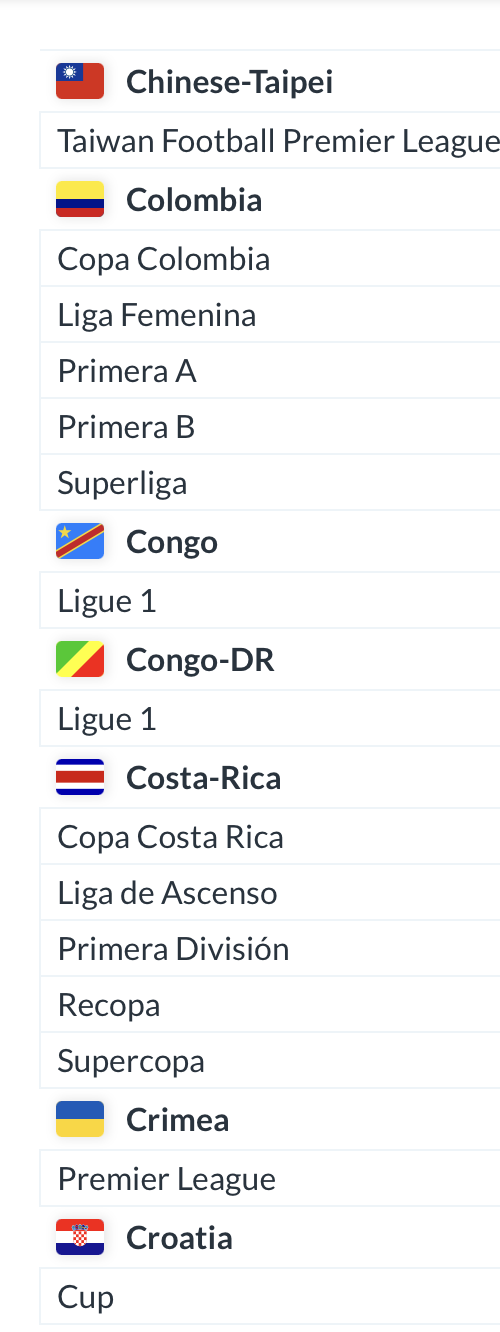 Chinese-Taipei
Taiwan Football Premier League
Colombia
Copa Colombia
Liga Femenina
Primera A
Primera B
Superliga
Congo
Ligue 1
Congo-DR
Ligue 1
Costa-Rica
Copa Costa Rica
Liga de Ascenso
Primera División
Recopa
Supercopa
Crimea
Premier League
Croatia
Cup